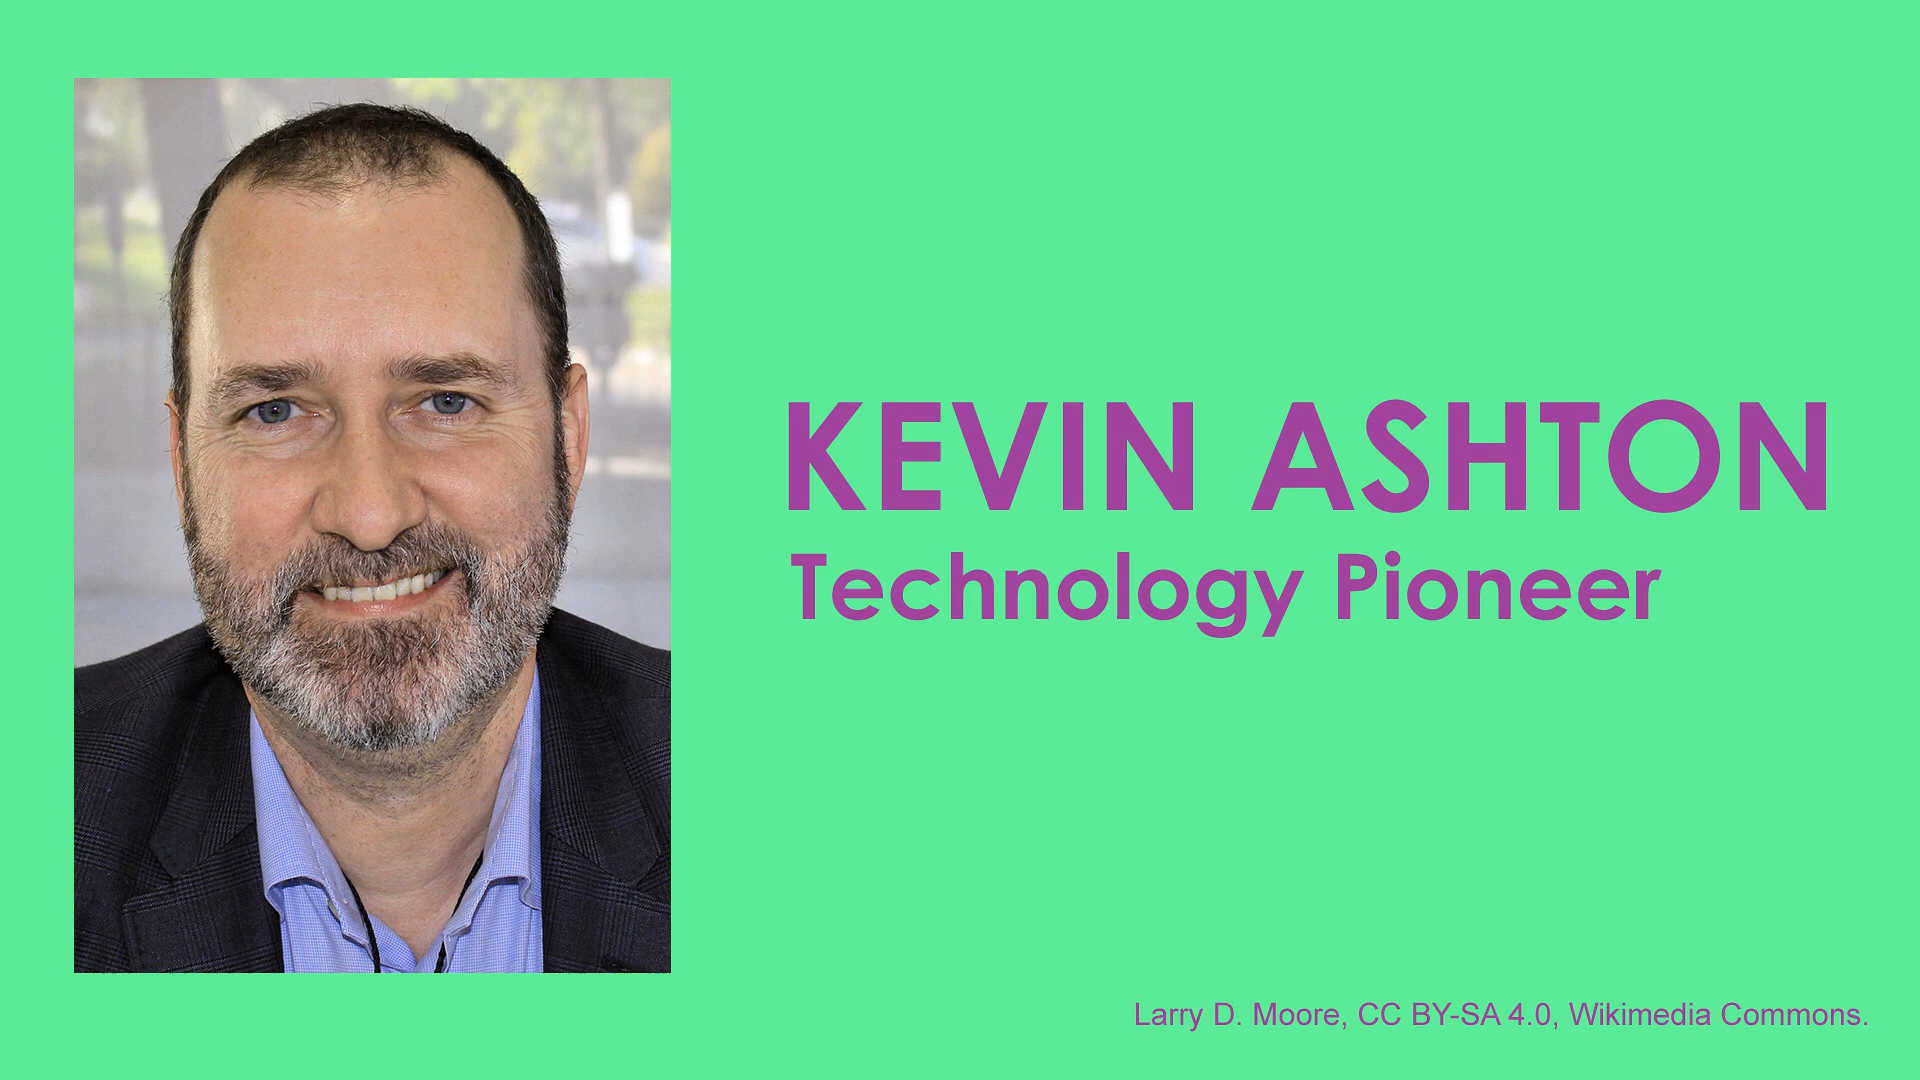 KEVIN ASHTON
Technology Pioneer
Larry D. Moore, CC BY-SA 4.0, Wikimedia Commons.